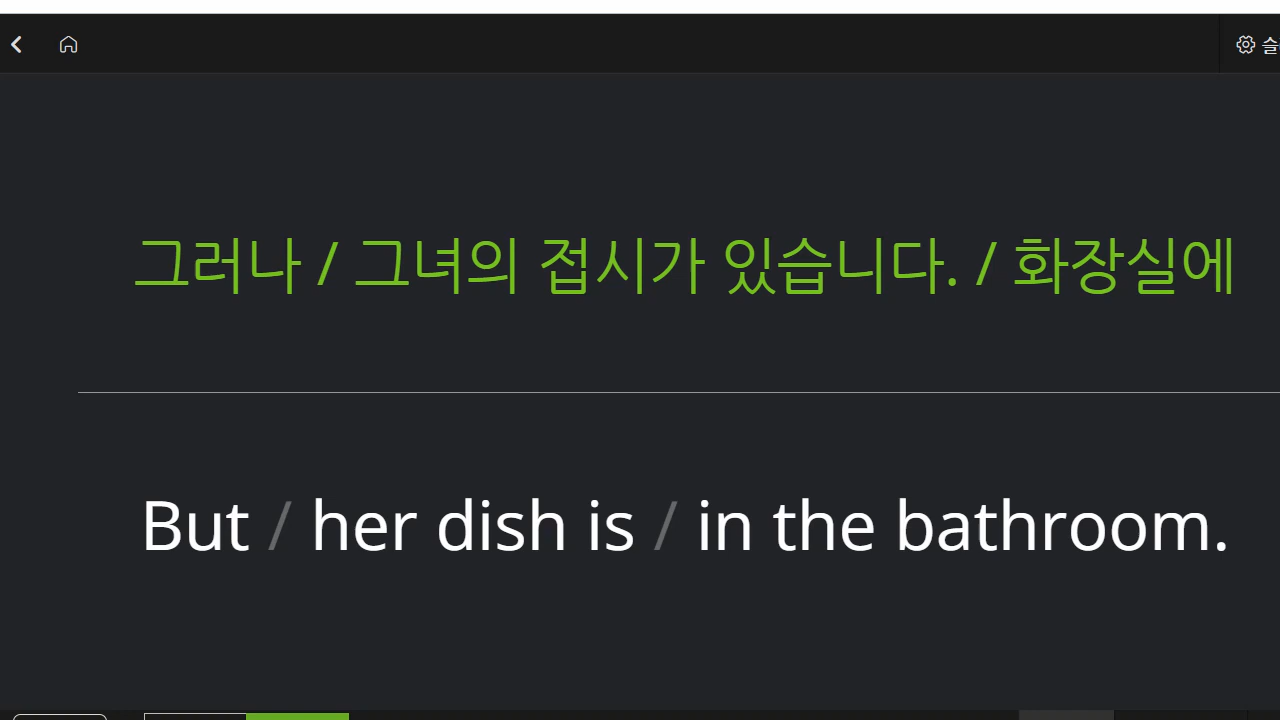 슬
그러나 / 그녀의 접시가 있습니다. / 화장실에
But / her dish is / in the bathroom.